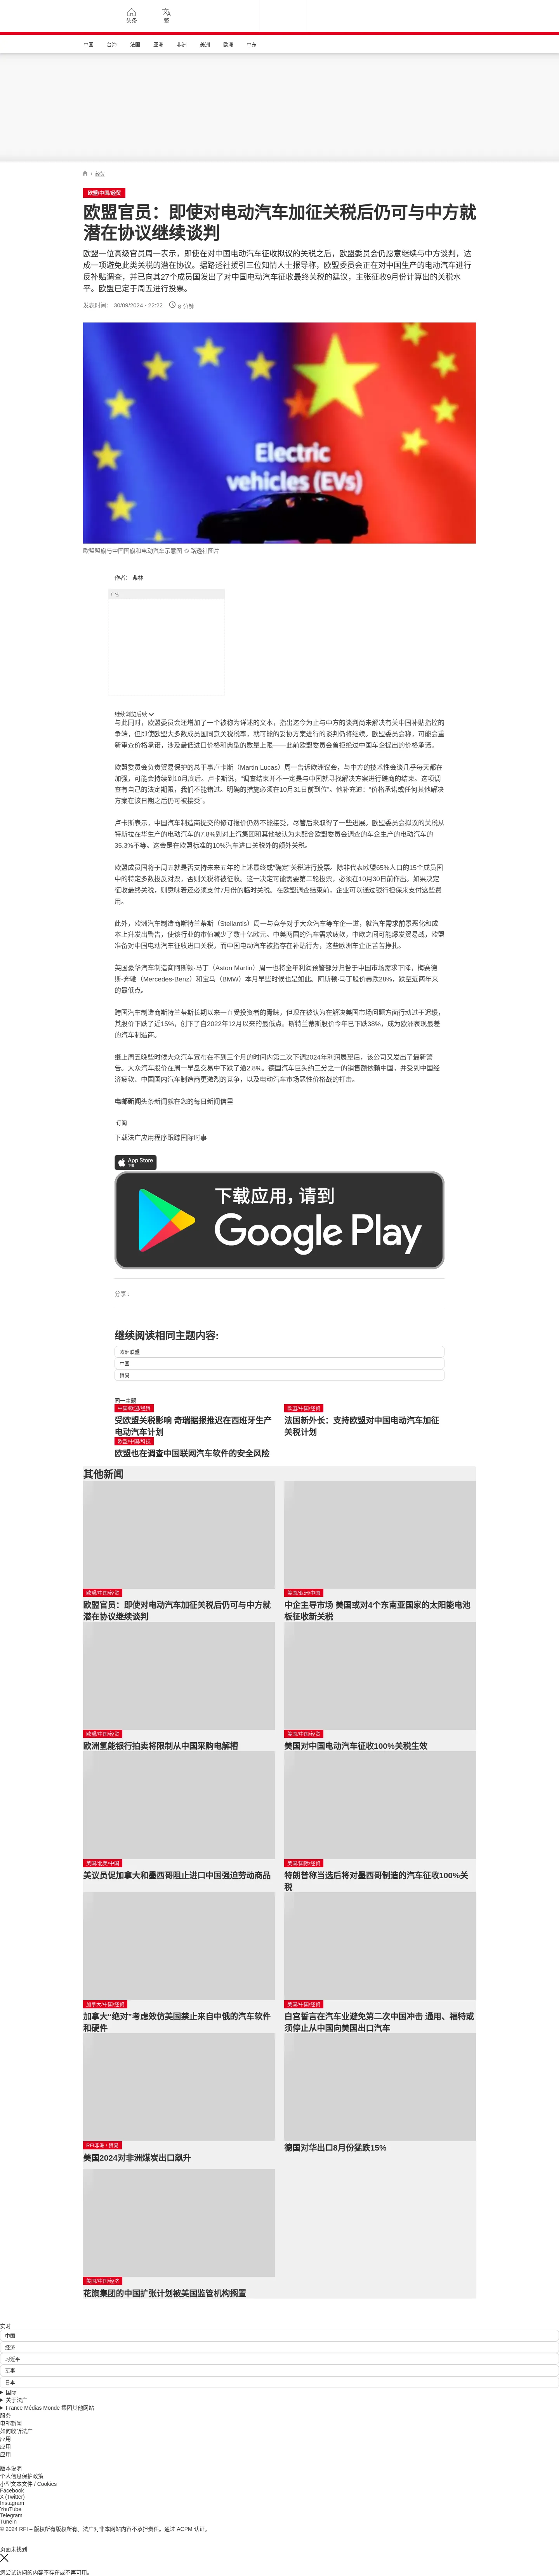 头条
繁
中国
台海
法国
亚洲
非洲
美洲
欧洲
中东
/ 经贸
欧盟/中国/经贸
欧盟官员：即使对电动汽车加征关税后仍可与中方就
潜在协议继续谈判
欧盟一位高级官员周一表示，即使在对中国电动汽车征收拟议的关税之后，欧盟委员会仍愿意继续与中方谈判，达
成一项避免此类关税的潜在协议。据路透社援引三位知情人士报导称，欧盟委员会正在对中国生产的电动汽车进行
反补贴调查，并已向其27个成员国发出了对中国电动汽车征收最终关税的建议，主张征收9月份计算出的关税水
平。欧盟已定于周五进行投票。
发表时间： 30/09/2024 - 22:22
8 分钟
Electric
vehicles (EVs)
欧盟盟旗与中国国旗和电动汽车示意图 © 路透社图片
作者： 弗林
广告
继续浏览后续
与此同时，欧盟委员会还增加了一个被称为详述的文本，指出迄今为止与中方的谈判尚未解决有关中国补贴指控的
争端，但即使欧盟大多数成员国同意关税税率，就可能的妥协方案进行的谈判仍将继续。欧盟委员会称，可能会重
新审查价格承诺，涉及最低进口价格和典型的数量上限——此前欧盟委员会曾拒绝过中国车企提出的价格承诺。
欧盟委员会负责贸易保护的总干事卢卡斯（Martin Lucas）周一告诉欧洲议会，与中方的技术性会谈几乎每天都在
加强，可能会持续到10月底后。卢卡斯说，"调查结束并不一定是与中国就寻找解决方案进行磋商的结束。这项调
查有自己的法定期限，我们不能错过。明确的措施必须在10月31日前到位"。他补充道："价格承诺或任何其他解决
方案在该日期之后仍可被接受"。
卢卡斯表示，中国汽车制造商提交的修订报价仍然不能接受，尽管后来取得了一些进展。欧盟委员会拟议的关税从
特斯拉在华生产的电动汽车的7.8%到对上汽集团和其他被认为未配合欧盟委员会调查的车企生产的电动汽车的
35.3%不等。这会是在欧盟标准的10%汽车进口关税外的额外关税。
欧盟成员国将于周五就是否支持未来五年的上述最终或"确定"关税进行投票。除非代表欧盟65%人口的15个成员国
中的特定多数投反对票，否则关税将被征收。这一决定可能需要第二轮投票，必须在10月30日前作出。如果决定
征收最终关税，则意味着还必须支付7月份的临时关税。在欧盟调查结束前，企业可以通过银行担保来支付这些费
用。
此外，欧洲汽车制造商斯特兰蒂斯（Stellantis）周一与竞争对手大众汽车等车企一道，就汽车需求前景恶化和成
本上升发出警告，使该行业的市值减少了数十亿欧元。中美两国的汽车需求疲软，中欧之间可能爆发贸易战，欧盟
准备对中国电动汽车征收进口关税，而中国电动汽车被指存在补贴行为，这些欧洲车企正苦苦挣扎。
英国豪华汽车制造商阿斯顿·马丁（Aston Martin）周一也将全年利润预警部分归咎于中国市场需求下降，梅赛德
斯-奔驰（Mercedes-Benz）和宝马（BMW）本月早些时候也是如此。阿斯顿·马丁股价暴跌28%，跌至近两年来
的最低点。
跨国汽车制造商斯特兰蒂斯长期以来一直受投资者的青睐，但现在被认为在解决美国市场问题方面行动过于迟缓，
其股价下跌了近15%，创下了自2022年12月以来的最低点。斯特兰蒂斯股价今年已下跌38%，成为欧洲表现最差
的汽车制造商。
继上周五晚些时候大众汽车宣布在不到三个月的时间内第二次下调2024年利润展望后，该公司又发出了最新警
告。大众汽车股价在周一早盘交易中下跌了逾2.8%。德国汽车巨头约三分之一的销售额依赖中国，并受到中国经
济疲软、中国国内汽车制造商更激烈的竞争，以及电动汽车市场恶性价格战的打击。
电邮新闻头条新闻就在您的每日新闻信里
订阅
下载法广应用程序跟踪国际时事
App Store
下载
下载应用，请到
Google Play
分享 :
继续阅读相同主题内容:
欧洲联盟
中国
贸易
同一主题
中国/欧盟/经贸
受欧盟关税影响 奇瑞据报推迟在西班牙生产
电动汽车计划
欧盟/中国/经贸
法国新外长：支持欧盟对中国电动汽车加征
关税计划
欧盟/中国/科技
欧盟也在调查中国联网汽车软件的安全风险
其他新闻
欧盟/中国/经贸
欧盟官员：即使对电动汽车加征关税后仍可与中方就
潜在协议继续谈判
美国/亚洲/中国
中企主导市场 美国或对4个东南亚国家的太阳能电池
板征收新关税
欧盟/中国/经贸
欧洲氢能银行拍卖将限制从中国采购电解槽
美国/中国/经贸
美国对中国电动汽车征收100%关税生效
美国/北美/中国
美议员促加拿大和墨西哥阻止进口中国强迫劳动商品
美国/国际/经贸
特朗普称当选后将对墨西哥制造的汽车征收100%关
税
加拿大/中国/经贸
加拿大"绝对"考虑效仿美国禁止来自中俄的汽车软件
和硬件
美国/中国/经贸
白宫誓言在汽车业避免第二次中国冲击 通用、福特或
须停止从中国向美国出口汽车
RFI非洲 / 贸易
美国2024对非洲煤炭出口飙升
德国对华出口8月份猛跌15%
美国/中国/经济
花旗集团的中国扩张计划被美国监管机构搁置
实时
中国
经济
习近平
军事
日本
国际
关于法广
France Médias Monde 集团其他网站
服务
电邮新闻
如何收听法广
应用
应用
应用
版本说明
个人信息保护政策
小型文本文件 / Cookies
Facebook
X (Twitter)
Instagram
YouTube
Telegram
TuneIn
© 2024 RFI – 版权所有版权所有。法广对非本网站内容不承担责任。通过 ACPM 认证。
页面未找到
您尝试访问的内容不存在或不再可用。